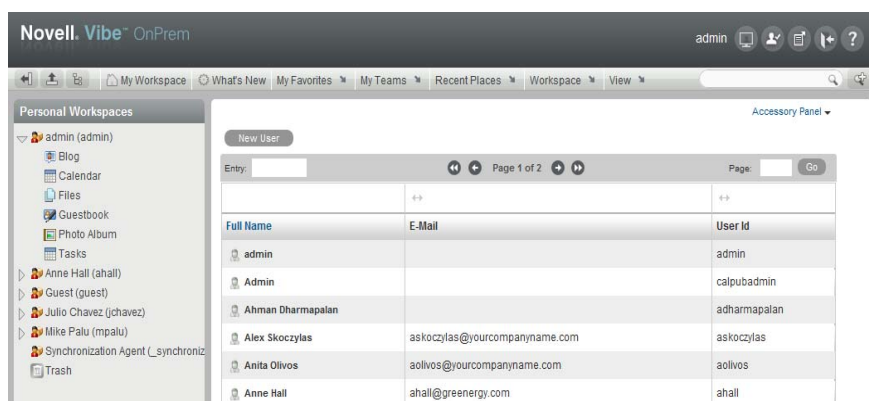 Novell. Vibe™ OnPrem
admin
?
My Workspace What's New My Favorites My Teams Recent Places Workspace View
Personal Workspaces
Accessory Panel
admin (admin)
Blog
Calendar
Files
Guestbook
Photo Album
Tasks
Anne Hall (ahall)
Guest (guest)
Julio Chavez (jchavez)
Mike Palu (mpalu)
Synchronization Agent (_synchroniz
Trash
New User
Entry: Page 1 of 2 Page: Go
Full Name E-Mail User Id
admin admin
Admin calpubadmin
Ahman Dharmapalan adharmapalan
Alex Skoczylas askoczylas@yourcompanyname.com askoczylas
Anita Olivos aolivos@yourcompanyname.com aolivos
Anne Hall ahall@greenergy.com ahall